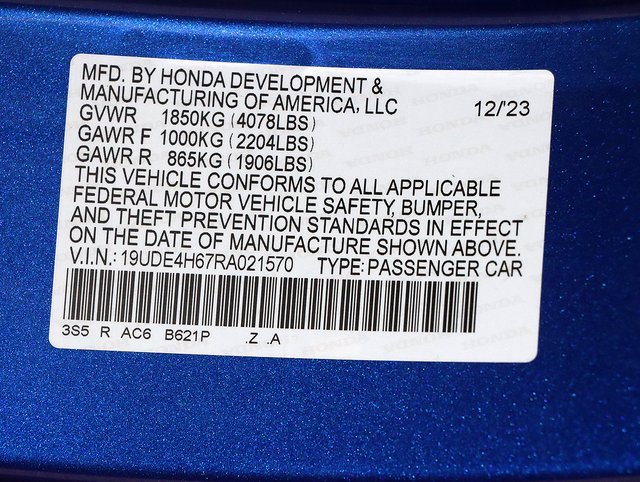 MFD. BY HONDA DEVELOPMENT &
MANUFACTURING OF AMERICA, LLC 12/23
GVWR 1850KG (4078LBS)
GAWR F 1000KG (2204LBS)
GAWR R 865KG (1906LBS)
THIS VEHICLE CONFORMS TO ALL APPLICABLE
FEDERAL MOTOR VEHICLE SAFETY, BUMPER,
AND THEFT PREVENTION STANDARDS IN EFFECT
ON THE DATE OF MANUFACTURE SHOWN ABOVE.
V.I.N.: 19UDE4H67RA021570 TYPE: PASSENGER CAR
3S5 R AC6 B621P .Z .A